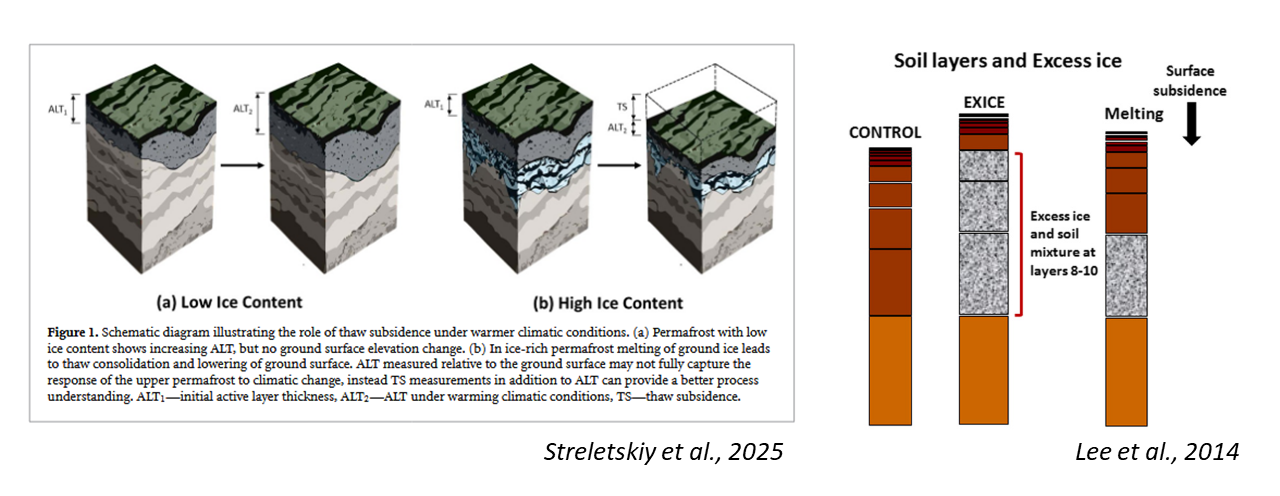 ALT₁
ALT₂
ALT₁
TS
ALT₂
(a) Low Ice Content
(b) High Ice Content
Figure 1. Schematic diagram illustrating the role of thaw subsidence under warmer climatic conditions. (a) Permafrost with low
ice content shows increasing ALT, but no ground surface elevation change. (b) In ice-rich permafrost melting of ground ice leads
to thaw consolidation and lowering of ground surface. ALT measured relative to the ground surface may not fully capture the
response of the upper permafrost to climatic change, instead TS measurements in addition to ALT can provide a better process
understanding. ALT₁—initial active layer thickness, ALT₂—ALT under warming climatic conditions, TS—thaw subsidence.
Streletskiy et al., 2025
Soil layers and Excess ice
Surface
subsidence
CONTROL
EXICE
Melting
Excess ice
and soil
mixture at
layers 8-10
Lee et al., 2014